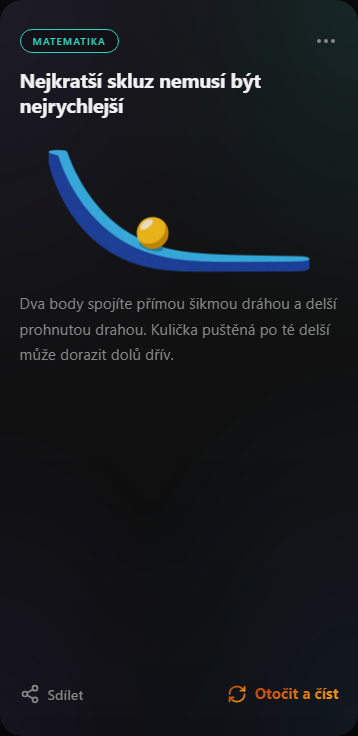 MATEMATIKA
Nejkratší skluz nemusí být
nejrychlejší
Dva body spojíte přímou šikmou dráhou a delší
prohnutou drahou. Kulička puštěná po té delší
může dorazit dolů dřív.
Sdílet
Otočit a číst